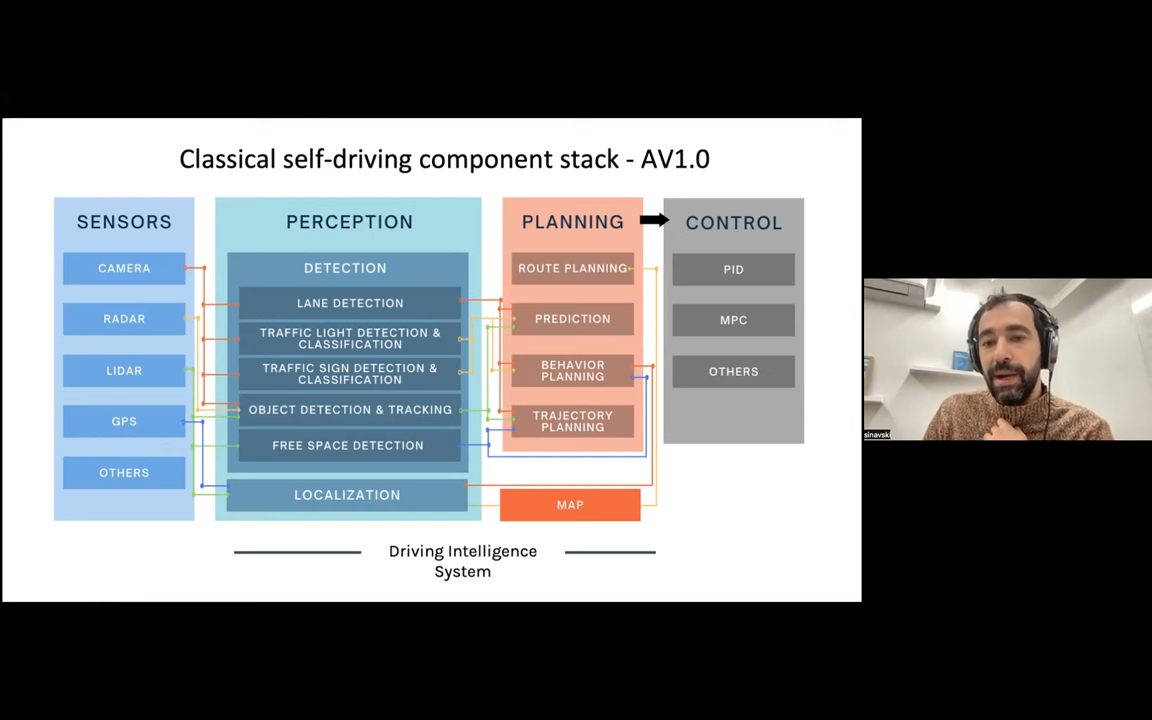 Classical self-driving component stack - AV1.0
SENSORS
CAMERA
RADAR
LIDAR
GPS
OTHERS
PERCEPTION
DETECTION
LANE DETECTION
TRAFFIC LIGHT DETECTION &
CLASSIFICATION
TRAFFIC SIGN DETECTION &
CLASSIFICATION
OBJECT DETECTION & TRACKING
FREE SPACE DETECTION
LOCALIZATION
PLANNING
ROUTE PLANNING
PREDICTION
BEHAVIOR
PLANNING
TRAJECTORY
PLANNING
MAP
CONTROL
PID
MPC
OTHERS
Driving Intelligence
System
sinavski